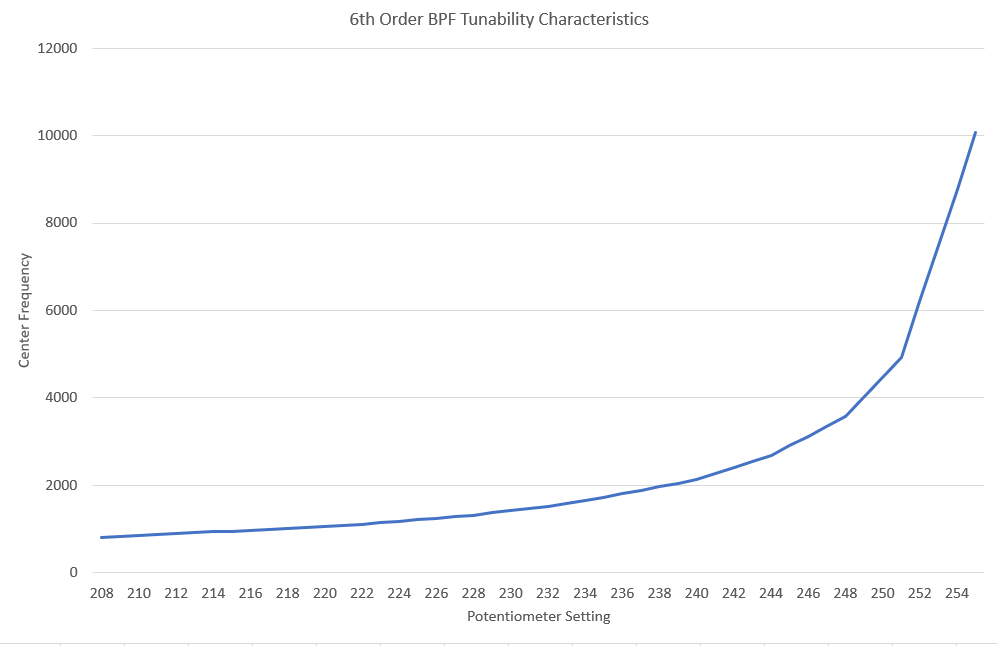 6th Order BPF Tunability Characteristics
12000
10000
8000
6000
4000
2000
0
Center Frequency
208 210 212 214 216 218 220 222 224 226 228 230 232 234 236 238 240 242 244 246 248 250 252 254
Potentiometer Setting